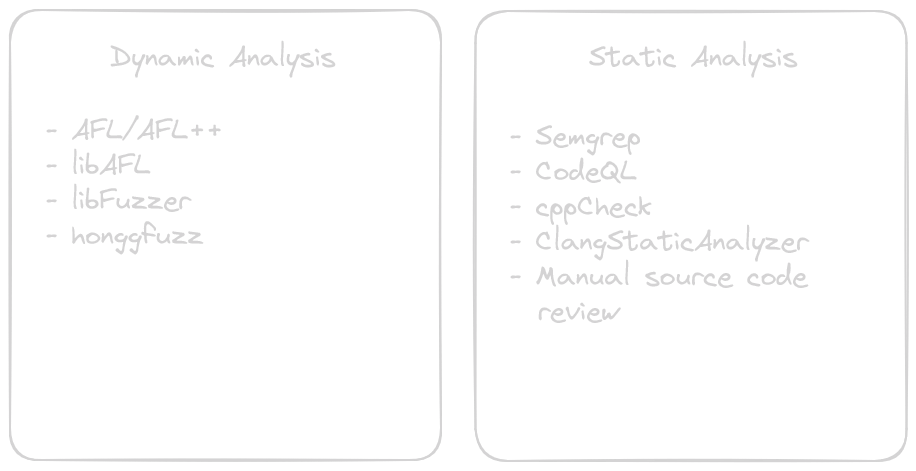 Dynamic Analysis
- AFL/AFL++
- libAFL
- libFuzzer
- honggfuzz
Static Analysis
- Semgrep
- CodeQL
- cppCheck
- ClangStaticAnalyzer
- Manual source code
review